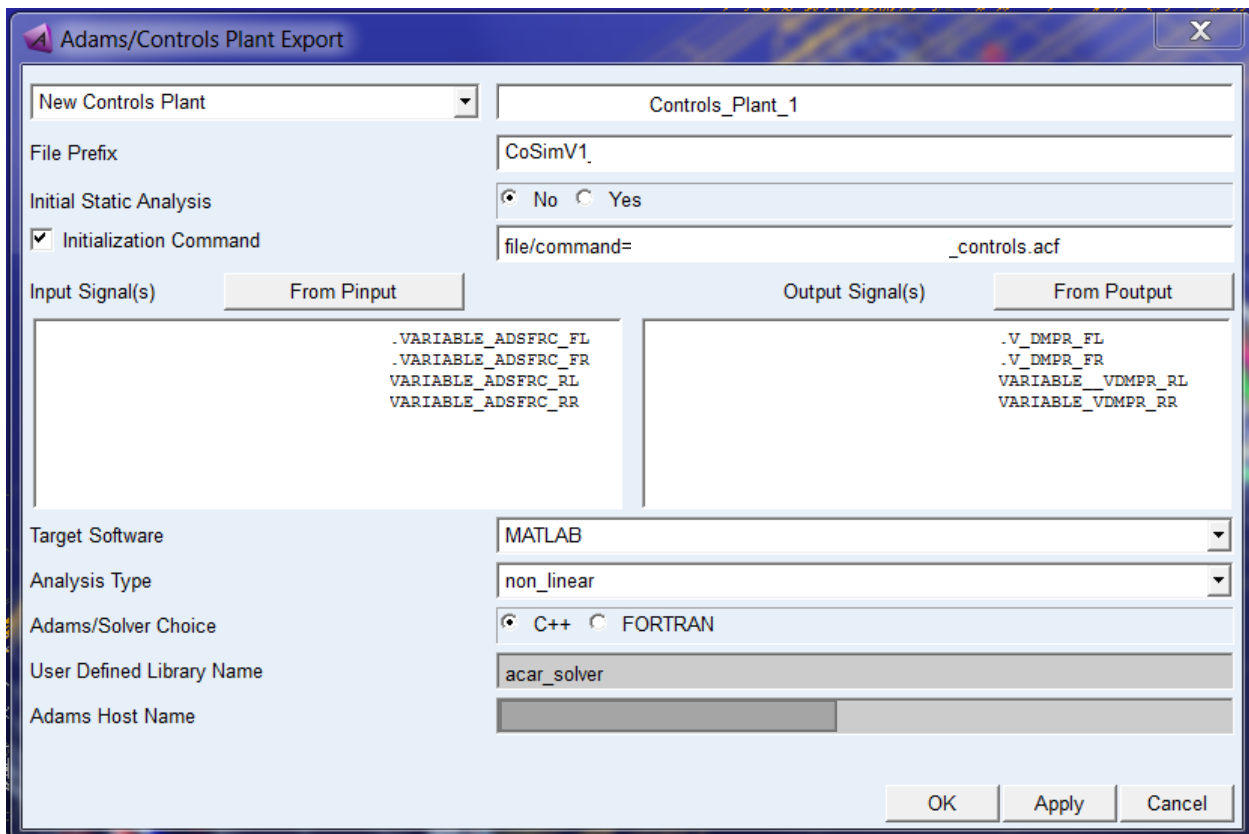 Adams/Controls Plant Export
X
New Controls Plant Controls_Plant_1
File Prefix CoSimV1_
Initial Static Analysis No Yes
Initialization Command file/command= _controls.acf
Input Signal(s) From Pinput Output Signal(s) From Poutput
.VARIABLE_ADSFRC_FL .V_DMPR_FL
.VARIABLE_ADSFRC_FR .V_DMPR_FR
VARIABLE_ADSFRC_RL VARIABLE__VDMPR_RL
VARIABLE_ADSFRC_RR VARIABLE_VDMPR_RR
Target Software MATLAB
Analysis Type non_linear
Adams/Solver Choice C++ FORTRAN
User Defined Library Name acar_solver
Adams Host Name
OK Apply Cancel